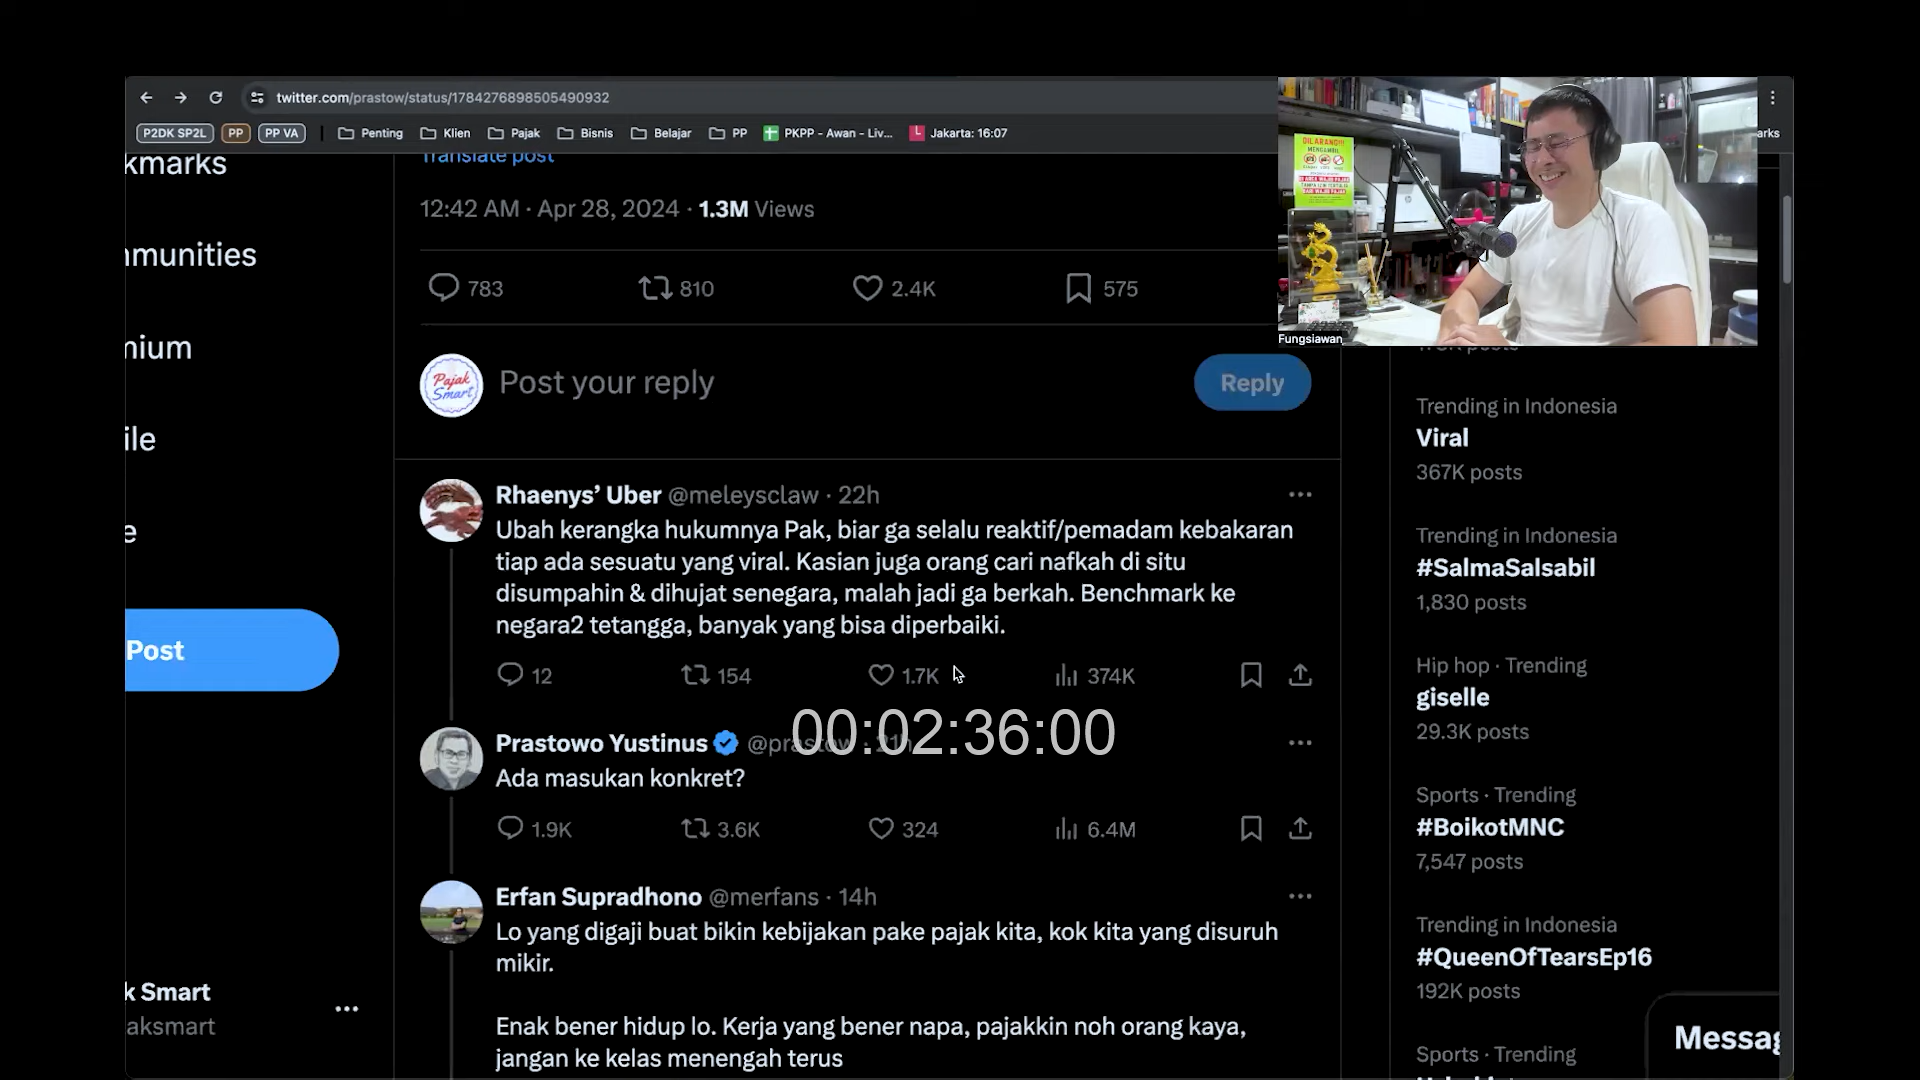 twitter.com/prastow/status/1784276898505490932
P2DK SP2L
PP
PP VA
Penting
Klien
Pajak
Bisnis
Belajar
PP
PKPP - Awan - Liv...
Jakarta: 16:07
arks
DILARANG!!!
MENGAMBIL
Fungsiawan
kmarks
mmunities
mium
ile
e
Post
k Smart
aksmart
Translate post
12:42 AM · Apr 28, 2024 · 1.3M Views
783
810
2.4K
575
Pajak
Smart
Post your reply
Reply
Rhaenys’ Uber @meleysclaw · 22h
Ubah kerangka hukumnya Pak, biar ga selalu reaktif/pemadam kebakaran
tiap ada sesuatu yang viral. Kasian juga orang cari nafkah di situ
disumpahin & dihujat senegara, malah jadi ga berkah. Benchmark ke
negara2 tetangga, banyak yang bisa diperbaiki.
12
154
1.7K
374K
00:02:36:00
Prastowo Yustinus @prastow · 21h
Ada masukan konkret?
1.9K
3.6K
324
6.4M
Erfan Supradhono @merfans · 14h
Lo yang digaji buat bikin kebijakan pake pajak kita, kok kita yang disuruh
mikir.
Enak bener hidup lo. Kerja yang bener napa, pajakkin noh orang kaya,
jangan ke kelas menengah terus
Trending in Indonesia
Viral
367K posts
Trending in Indonesia
#SalmaSalsabil
1,830 posts
Hip hop · Trending
giselle
29.3K posts
Sports · Trending
#BoikotMNC
7,547 posts
Trending in Indonesia
#QueenOfTearsEp16
192K posts
Sports · Trending
Messag